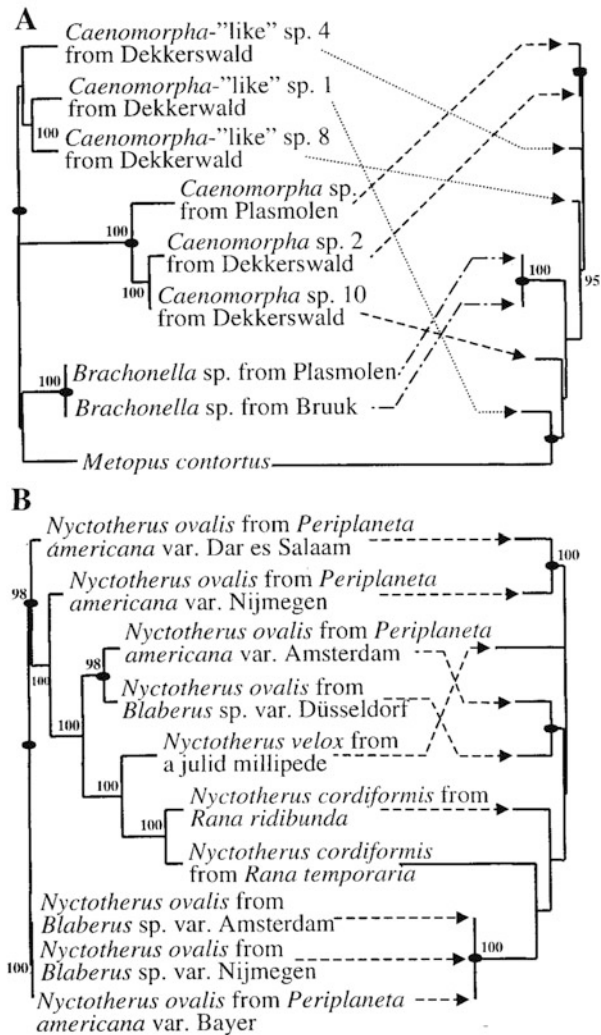 A
Caenomorpha-”like” sp. 4
from Dekkerswald
Caenomorpha-”like” sp. 1
from Dekkerwald
100
Caenomorpha-”like” sp. 8
from Dekkerwald
Caenomorpha sp.
from Plasmolen
100
Caenomorpha sp. 2
from Dekkerswald
100
Caenomorpha sp. 10
from Dekkerswald
100
95
100
Brachonella sp. from Plasmolen
Brachonella sp. from Bruuk
Metopus contortus
B
Nyctotherus ovalis from Periplaneta
ámericana var. Dar es Salaam
100
98
Nyctotherus ovalis from Periplaneta
americana var. Nijmegen
100
Nyctotherus ovalis from Periplaneta
americana var. Amsterdam
98
Nyctotherus ovalis from
Blaberus sp. var. Düsseldorf
100
Nyctotherus velox from
a julid millipede
100
Nyctotherus cordiformis from
Rana ridibunda
100
Nyctotherus cordiformis
from Rana temporaria
Nyctotherus ovalis from
Blaberus sp. var. Amsterdam
Nyctotherus ovalis from
Blaberus sp. var. Nijmegen
100
100
Nyctotherus ovalis from Periplaneta
americana var. Bayer